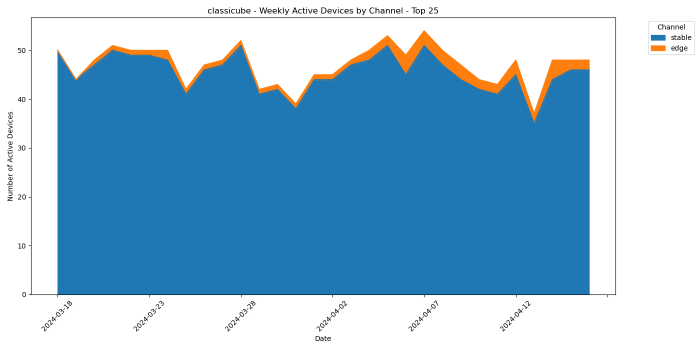 classicube - Weekly Active Devices by Channel - Top 25
Channel
stable
edge
Number of Active Devices
50
40
30
20
10
0
2024-03-18
2024-03-23
2024-03-28
2024-04-02
2024-04-07
2024-04-12
Date